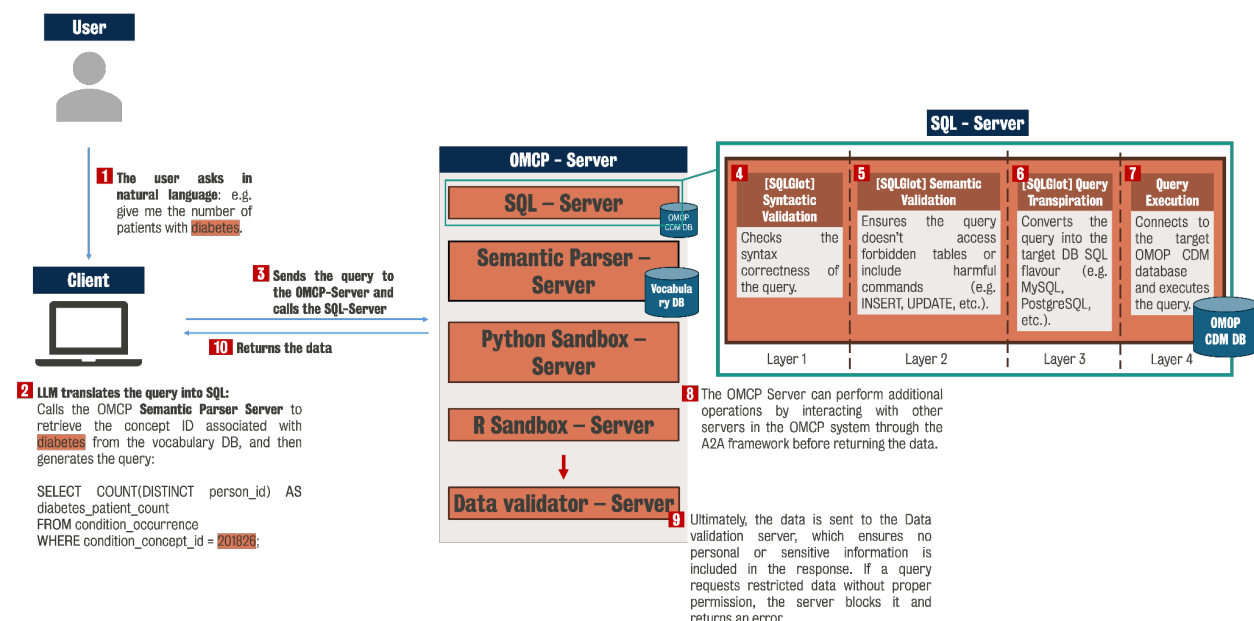 User
1 The user asks in
natural language: e.g.
give me the number of
patients with diabetes.
Client
3 Sends the query to
the OMCP-Server and
calls the SQL-Server
10 Returns the data
2 LLM translates the query into SQL:
Calls the OMCP Semantic Parser Server to
retrieve the concept ID associated with
diabetes from the vocabulary DB, and then
generates the query:
SELECT COUNT(DISTINCT person_id) AS
diabetes_patient_count
FROM condition_occurrence
WHERE condition_concept_id = 201826;
OMCP - Server
SQL – Server
OMOP
CDM DB
Semantic Parser –
Server
Vocabula
ry DB
Python Sandbox –
Server
R Sandbox – Server
Data validator – Server
SQL - Server
4 [SQLGlot]
Syntactic
Validation
Checks the
syntax
correctness of
the query.
Layer 1
5 [SQLGlot] Semantic
Validation
Ensures the query
doesn't access
forbidden tables or
include harmful
commands (e.g.
INSERT, UPDATE, etc.).
Layer 2
6 [SQLGlot] Query
Transpiration
Converts the
query into the
target DB SQL
flavour (e.g.
MySQL,
PostgreSQL,
etc.).
Layer 3
7 Query
Execution
Connects to
the target
OMOP CDM
database
and executes
the query.
Layer 4
OMOP
CDM DB
8 The OMCP Server can perform additional
operations by interacting with other
servers in the OMCP system through the
A2A framework before returning the data.
9 Ultimately, the data is sent to the Data
validation server, which ensures no
personal or sensitive information is
included in the response. If a query
requests restricted data without proper
permission, the server blocks it and
returns an error.